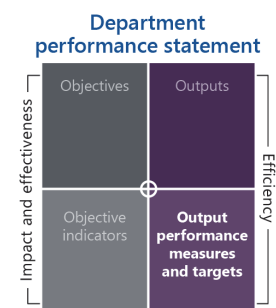 Department
performance statement
Impact and effectiveness
Objectives
Outputs
Objective
indicators
Output
performance
measures
and targets
Efficiency